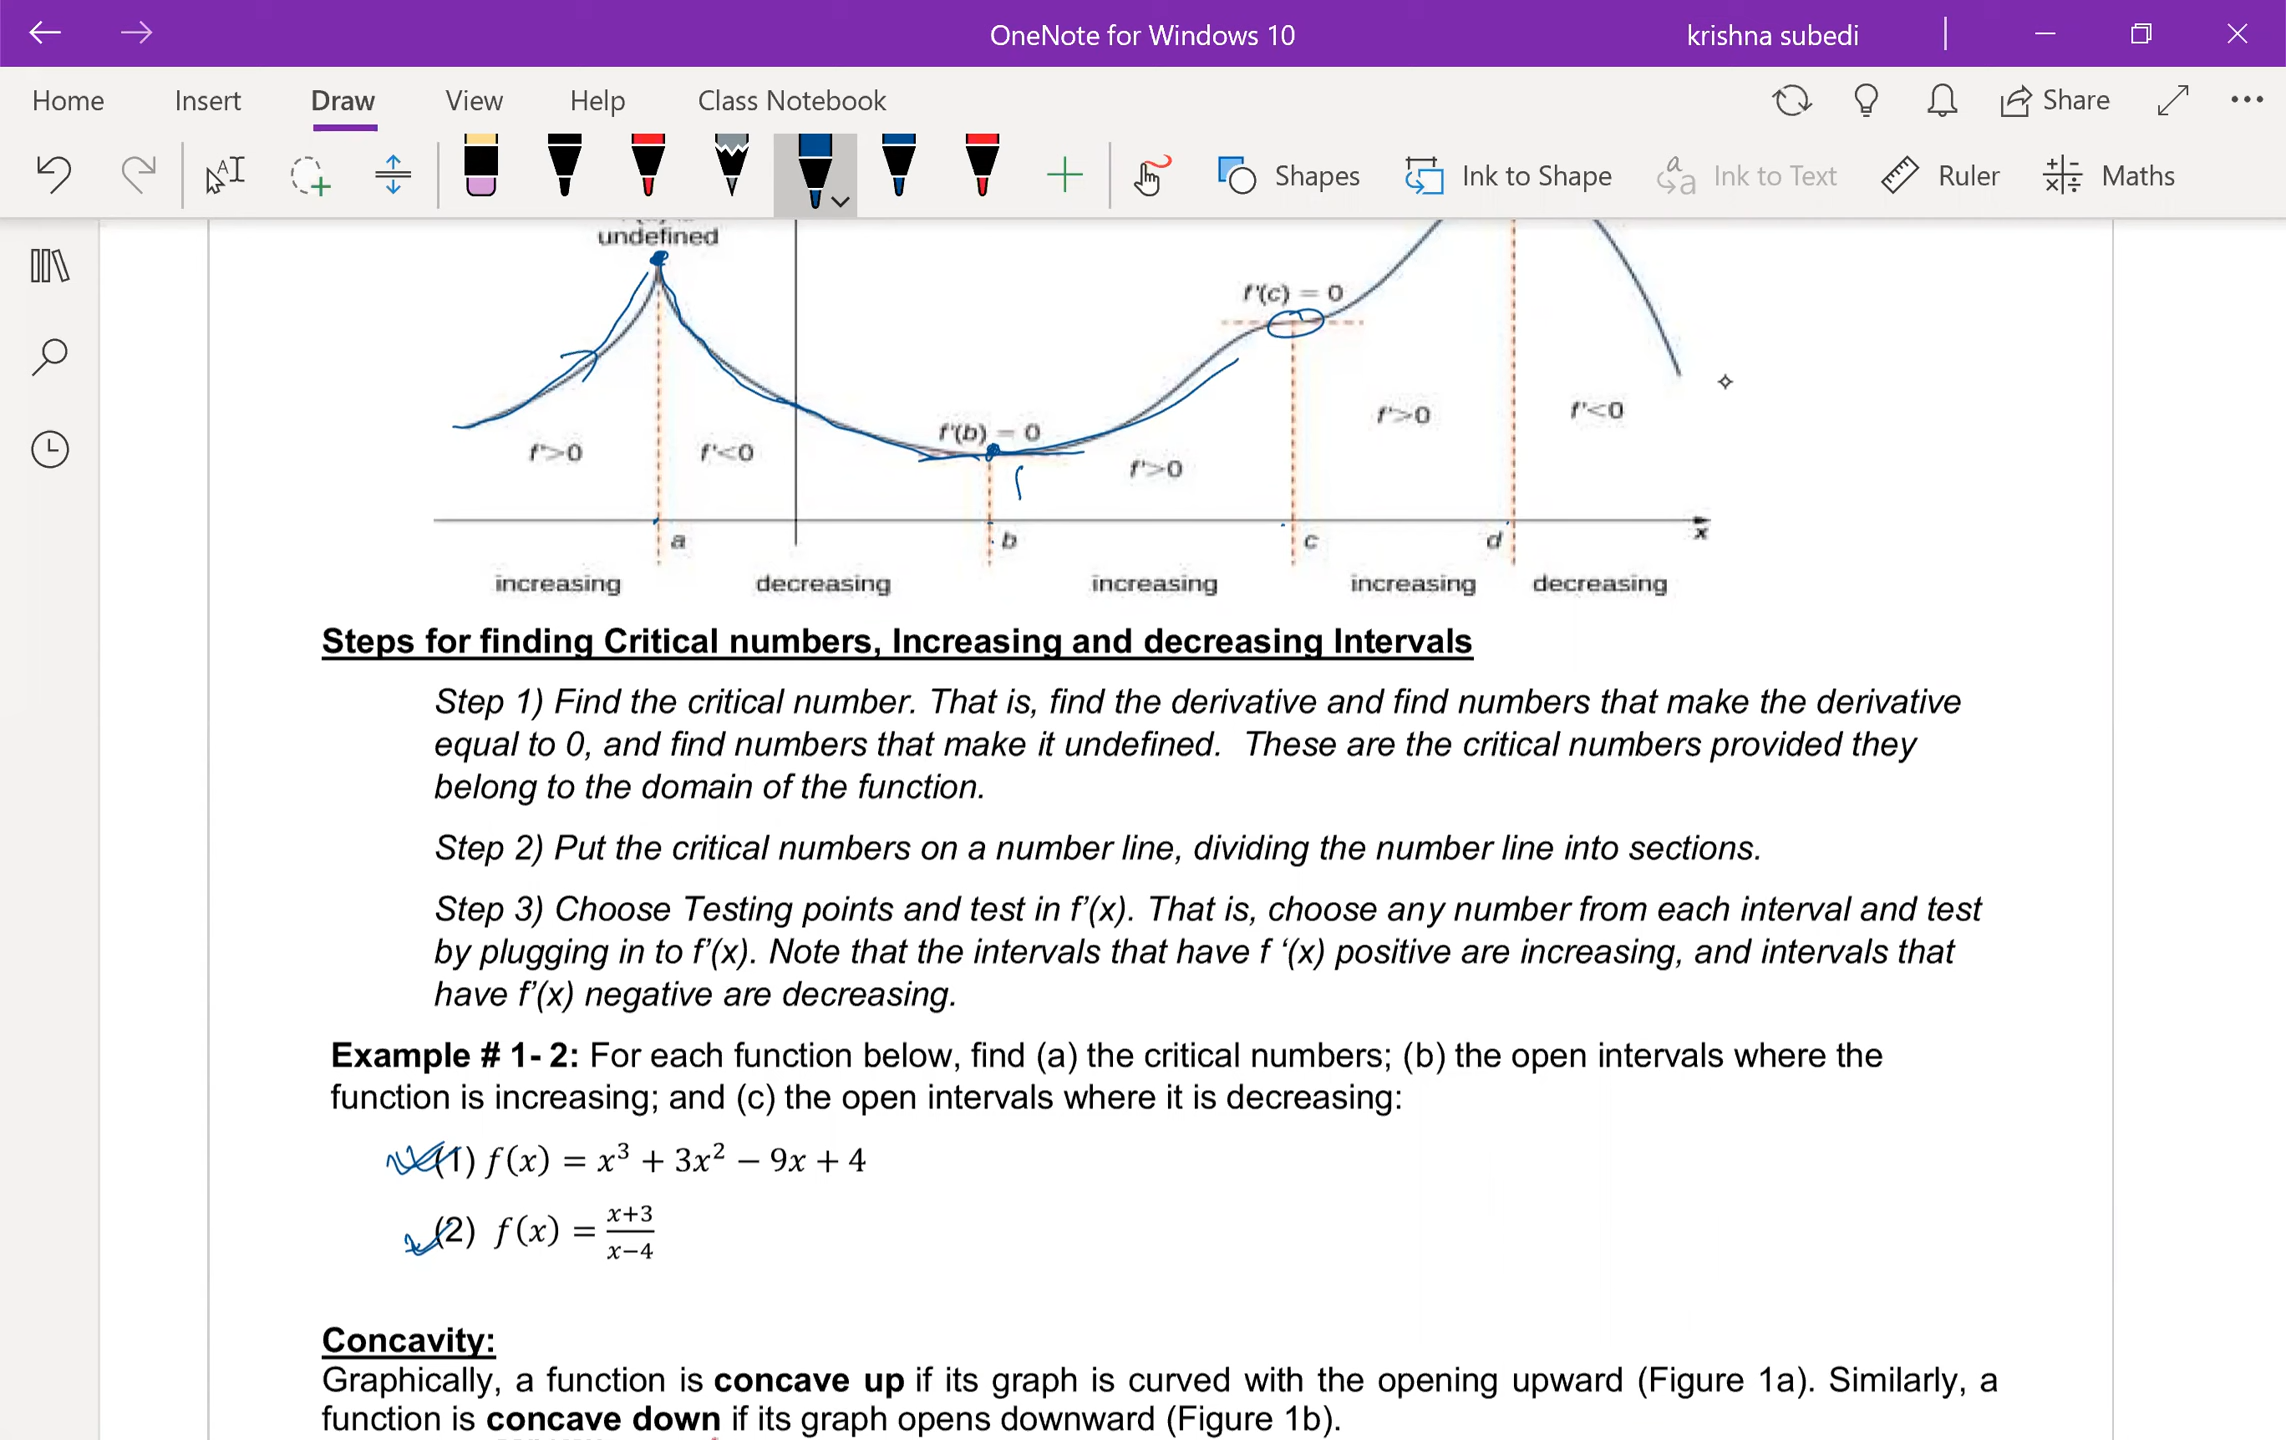 OneNote for Windows 10
krishna subedi
Home Insert Draw View Help Class Notebook
Share
Shapes Ink to Shape Ink to Text Ruler Maths
undefined
f'(c) = 0
f'>0
f'<0
f'(b) = 0
f'>0
f'<0
f'>0
a b c d x
increasing decreasing increasing increasing decreasing
Steps for finding Critical numbers, Increasing and decreasing Intervals
Step 1) Find the critical number. That is, find the derivative and find numbers that make the derivative
equal to 0, and find numbers that make it undefined. These are the critical numbers provided they
belong to the domain of the function.
Step 2) Put the critical numbers on a number line, dividing the number line into sections.
Step 3) Choose Testing points and test in f’(x). That is, choose any number from each interval and test
by plugging in to f’(x). Note that the intervals that have f ‘(x) positive are increasing, and intervals that
have f’(x) negative are decreasing.
Example # 1- 2: For each function below, find (a) the critical numbers; (b) the open intervals where the
function is increasing; and (c) the open intervals where it is decreasing:
(1) f(x) = x³ + 3x² − 9x + 4
(2) f(x) = x+3
x−4
Concavity:
Graphically, a function is concave up if its graph is curved with the opening upward (Figure 1a). Similarly, a
function is concave down if its graph opens downward (Figure 1b).